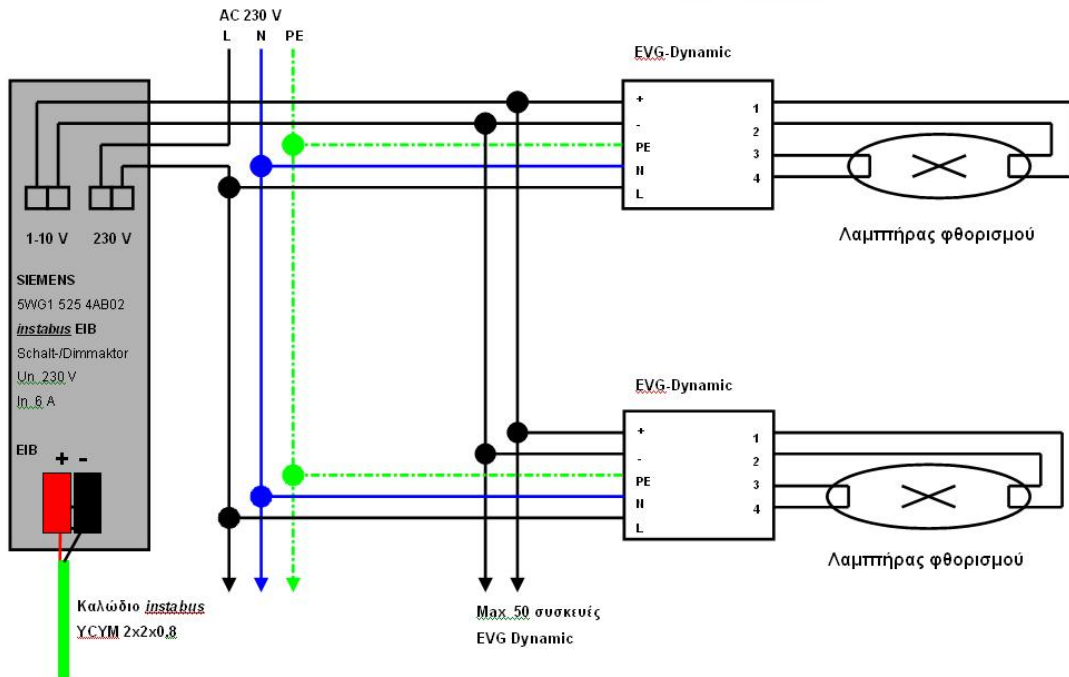 AC 230 V
L N PE
EVG-Dynamic
+
-
PE
N
L
1
2
3
4
Λαμπτήρας φθορισμού
1-10 V 230 V
SIEMENS
5WG1 525 4AB02
instabus EIB
Schalt-/Dimmaktor
Un 230 V
In 6 A
EIB
+ -
Καλώδιο instabus
YCYM 2x2x0,8
EVG-Dynamic
+
-
PE
N
L
1
2
3
4
Λαμπτήρας φθορισμού
Max 50 συσκευές
EVG Dynamic